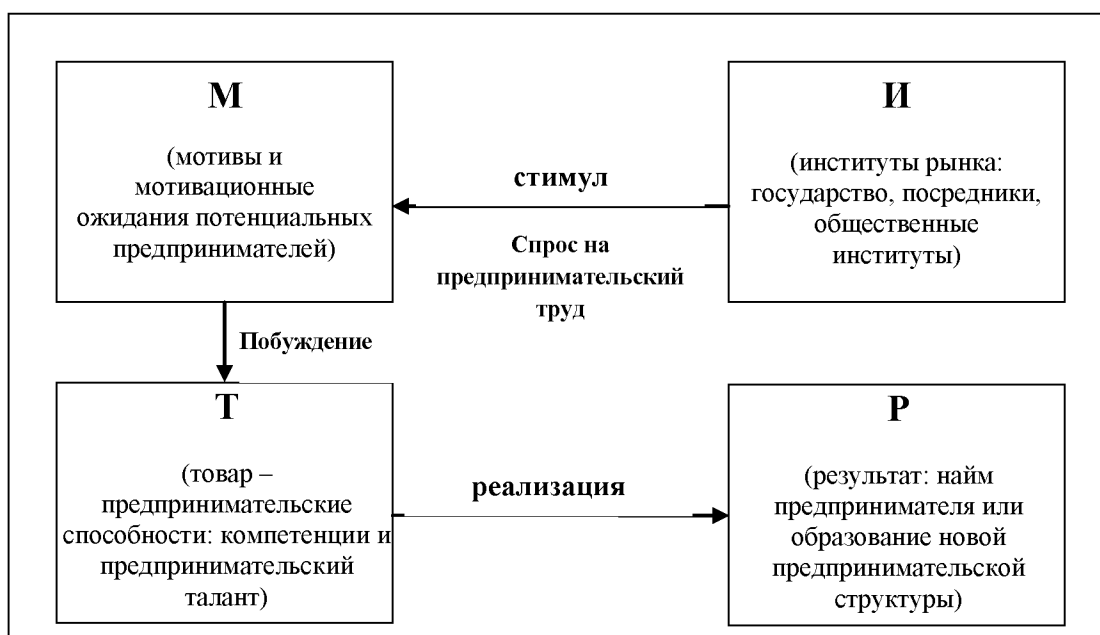 М
(мотивы и
мотивационные
ожидания потенциальных
предпринимателей)
стимул
Спрос на
предпринимательский
труд
И
(институты рынка:
государство, посредники,
общественные
институты)
Побуждение
Т
(товар –
предпринимательские
способности: компетенции и
предпринимательский
талант)
реализация
Р
(результат: найм
предпринимателя или
образование новой
предпринимательской
структуры)